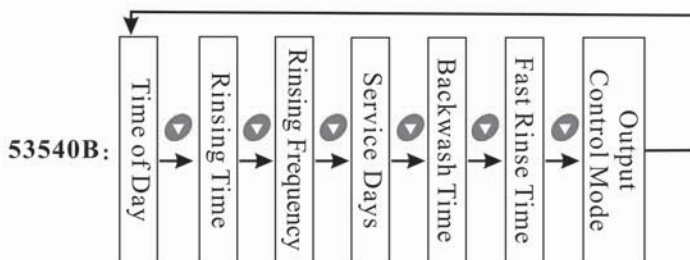 53540B:
Time of Day
Rinsing Time
Rinsing Frequency
Service Days
Backwash Time
Fast Rinse Time
Output
Control Mode